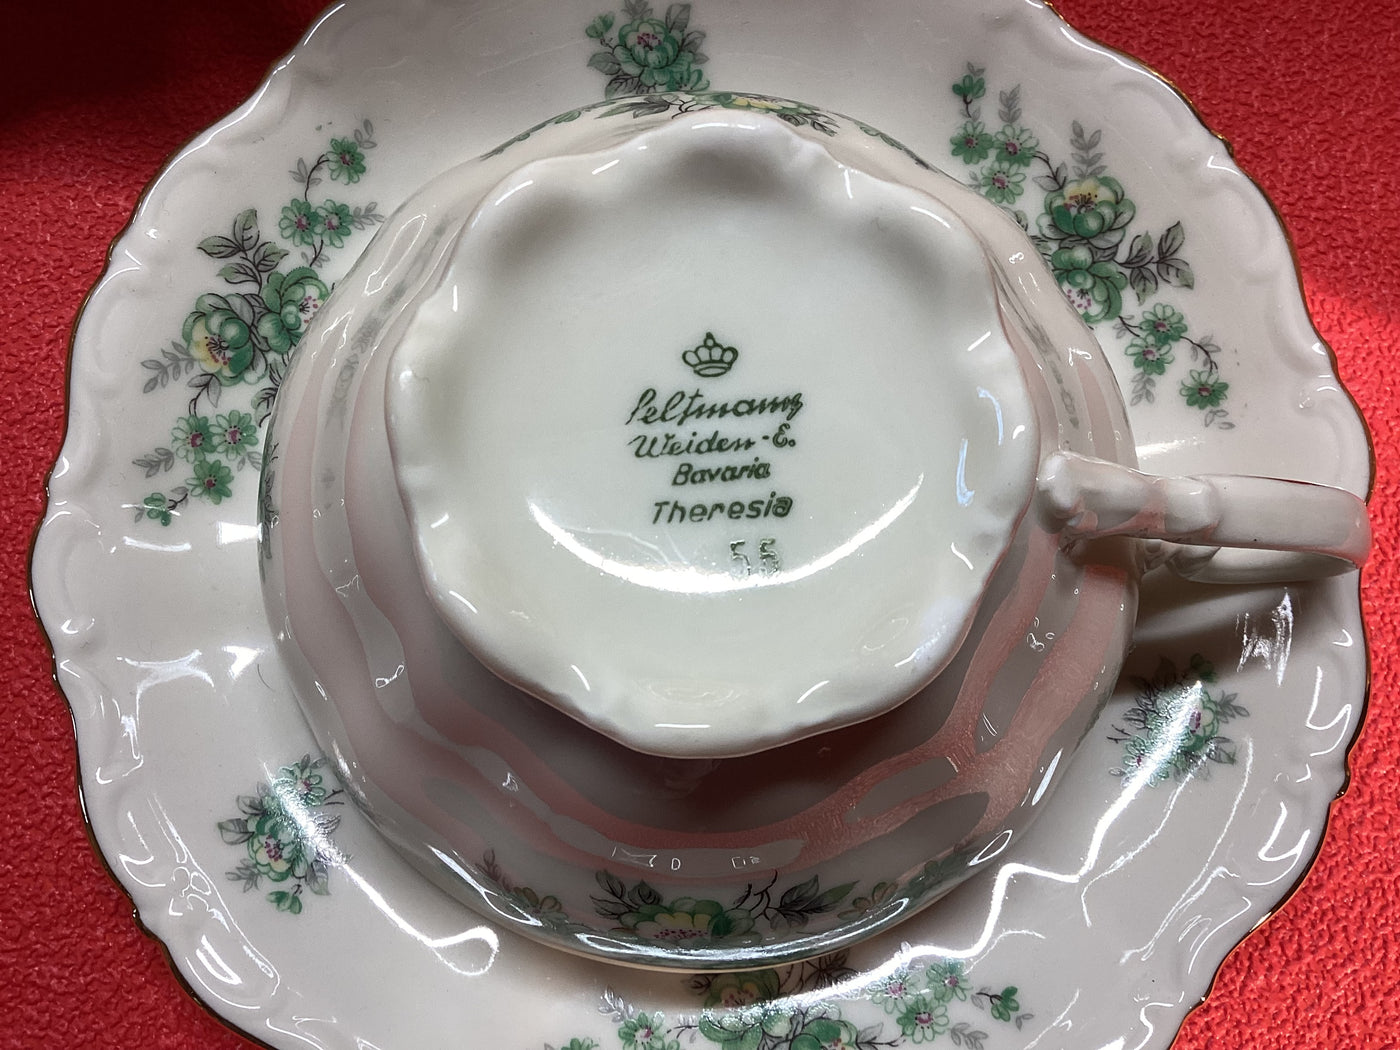 Seltmann
Weiden-E.
Bavaria
Theresia
55